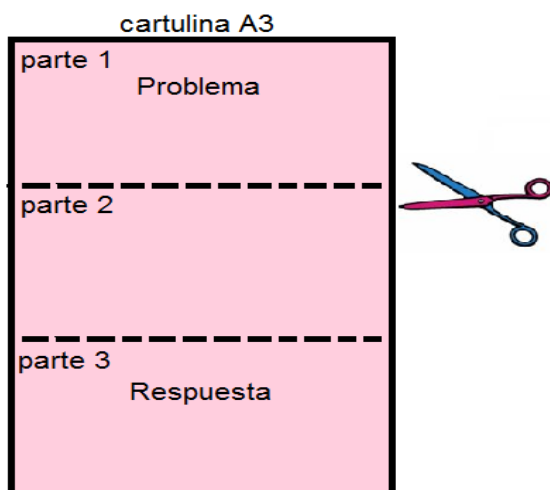 cartulina A3
parte 1
Problema
parte 2
parte 3
Respuesta